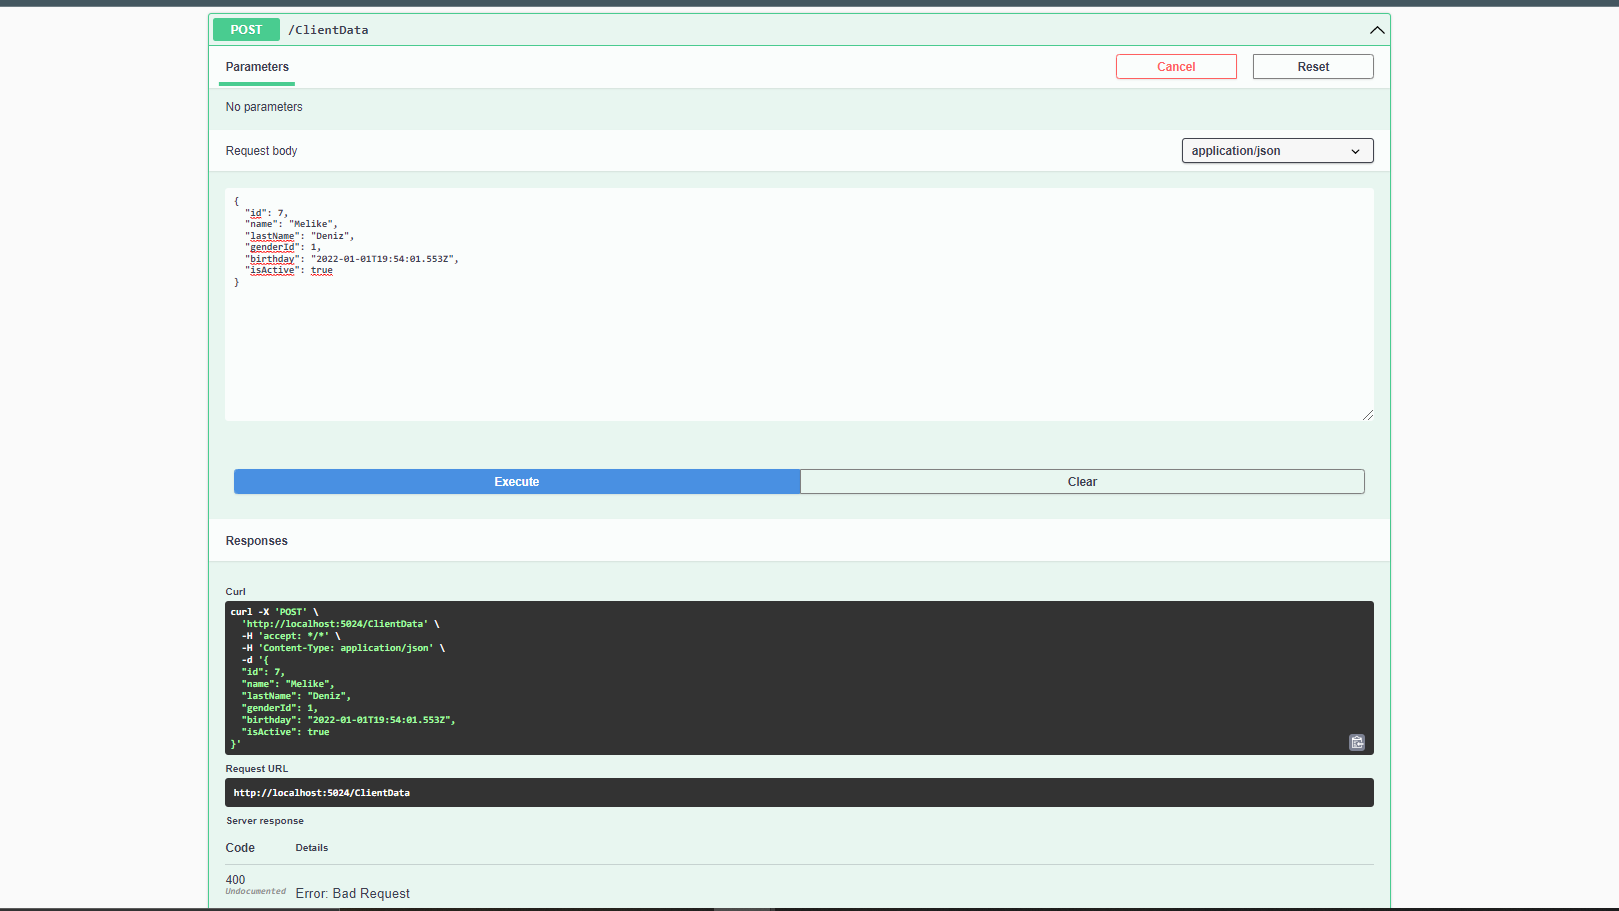 POST /ClientData
Parameters
Cancel
Reset
No parameters
Request body
application/json
{
"id": 7,
"name": "Melike",
"lastName": "Deniz",
"genderId": 1,
"birthday": "2022-01-01T19:54:01.553Z",
"isActive": true
}
Execute
Clear
Responses
Curl
curl -X 'POST' \
'http://localhost:5024/ClientData' \
-H 'accept: */*' \
-H 'Content-Type: application/json' \
-d '{
"id": 7,
"name": "Melike",
"lastName": "Deniz",
"genderId": 1,
"birthday": "2022-01-01T19:54:01.553Z",
"isActive": true
}'
Request URL
http://localhost:5024/ClientData
Server response
Code Details
400
Undocumented
Error: Bad Request